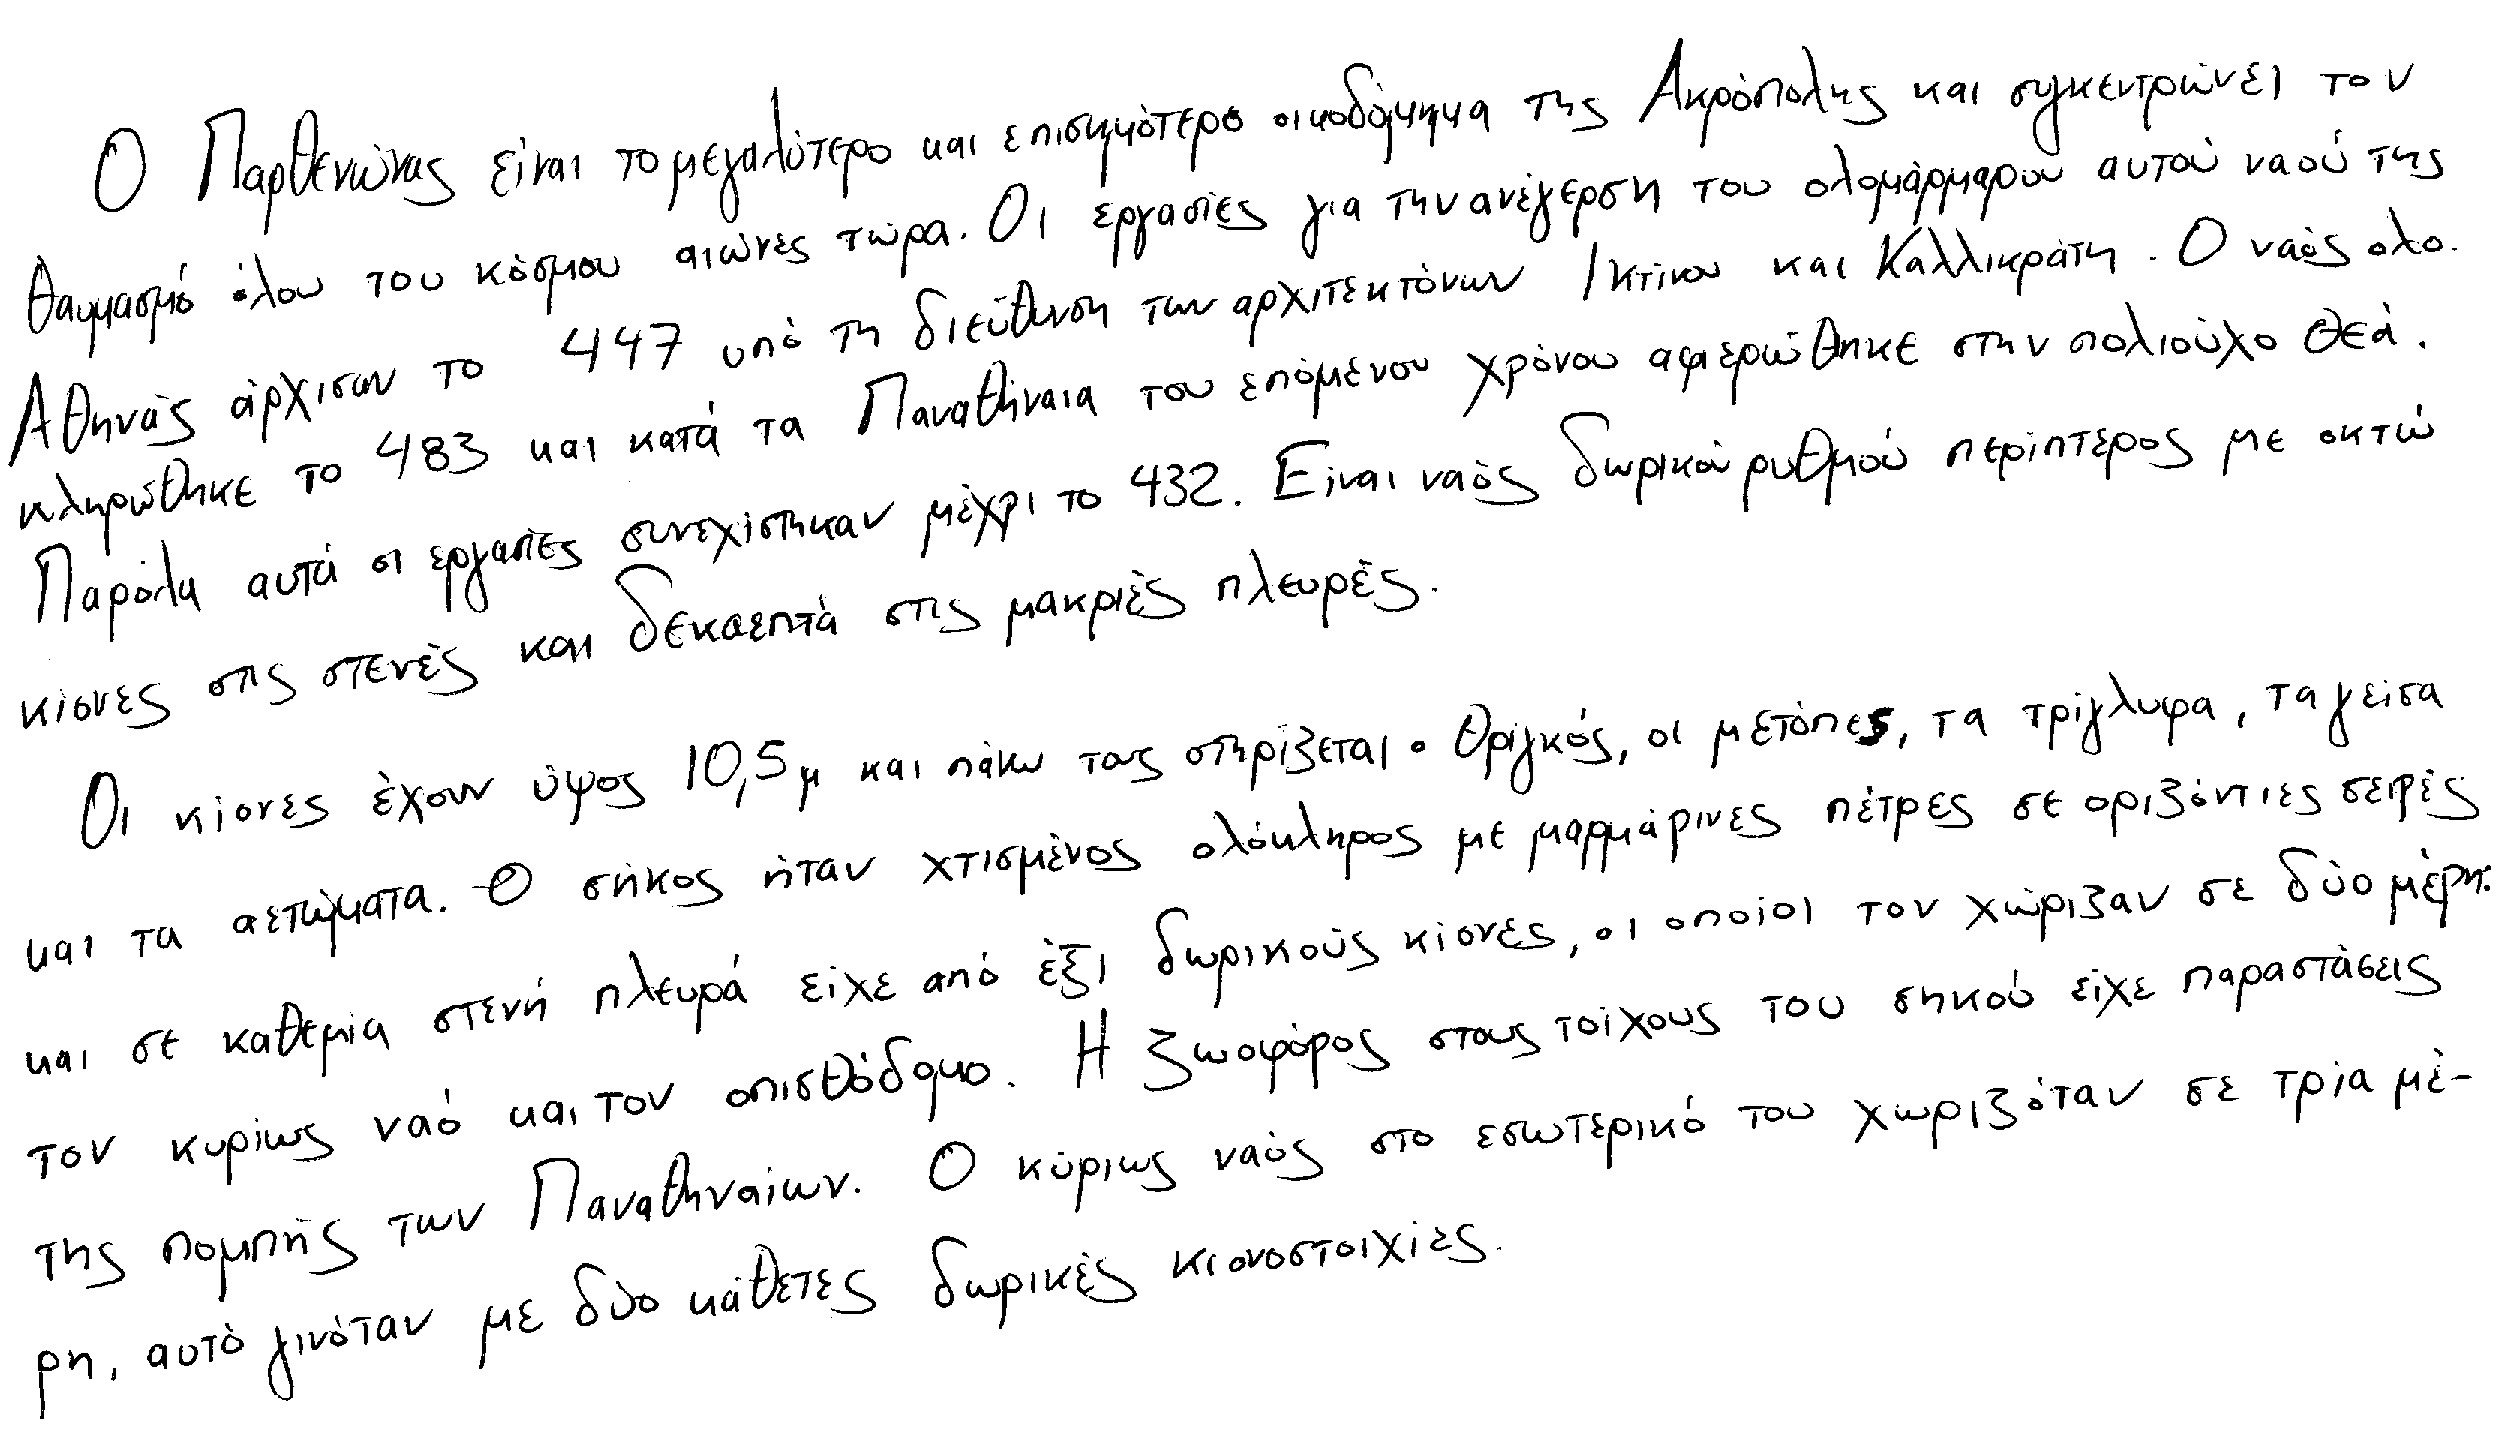 Ο Παρθενώνας είναι το μεγαλύτερο και επισημότερο οικοδόμημα της Ακρόπολης και συγκεντρώνει τον
θαυμασμό όλου του κόσμου αιώνες τώρα. Οι εργασίες για την ανέγερση του ολομάρμαρου αυτού ναού της
Αθηνάς άρχισαν το 447 υπό τη διεύθυνση των αρχιτεκτόνων Ικτίνου και Καλλικράτη. Ο ναός ολο-
κληρώθηκε το 483 και κατά τα Παναθήναια του επόμενου χρόνου αφιερώθηκε στην πολιούχο θεά.
Παρόλα αυτά οι εργασίες συνεχίστηκαν μέχρι το 432. Είναι ναός δωρικού ρυθμού περίπτερος με οκτώ
κίονες στις στενές και δεκαεπτά στις μακριές πλευρές.
Οι κίονες έχουν ύψος 10,5μ και πάνω τους στηρίζεται ο θριγκός, οι μετόπες, τα τρίγλυφα, τα γείσα
και τα αετώματα. Ο σήκος ήταν χτισμένος ολόκληρος με μαρμάρινες πέτρες σε οριζόντιες σειρές
και σε καθεμία στενή πλευρά είχε από έξι δωρικούς κίονες, οι οποίοι τον χώριζαν σε δύο μέρη:
τον κυρίως ναό και τον οπισθόδομο. Η ζωοφόρος στους τοίχους του σηκού είχε παραστάσεις
της πομπής των Παναθηναίων. Ο κύριως ναός στο εσωτερικό του χωριζόταν σε τρία μέ-
ρη, αυτό γινόταν με δύο κάθετες δωρικές κιονοστοιχίες.